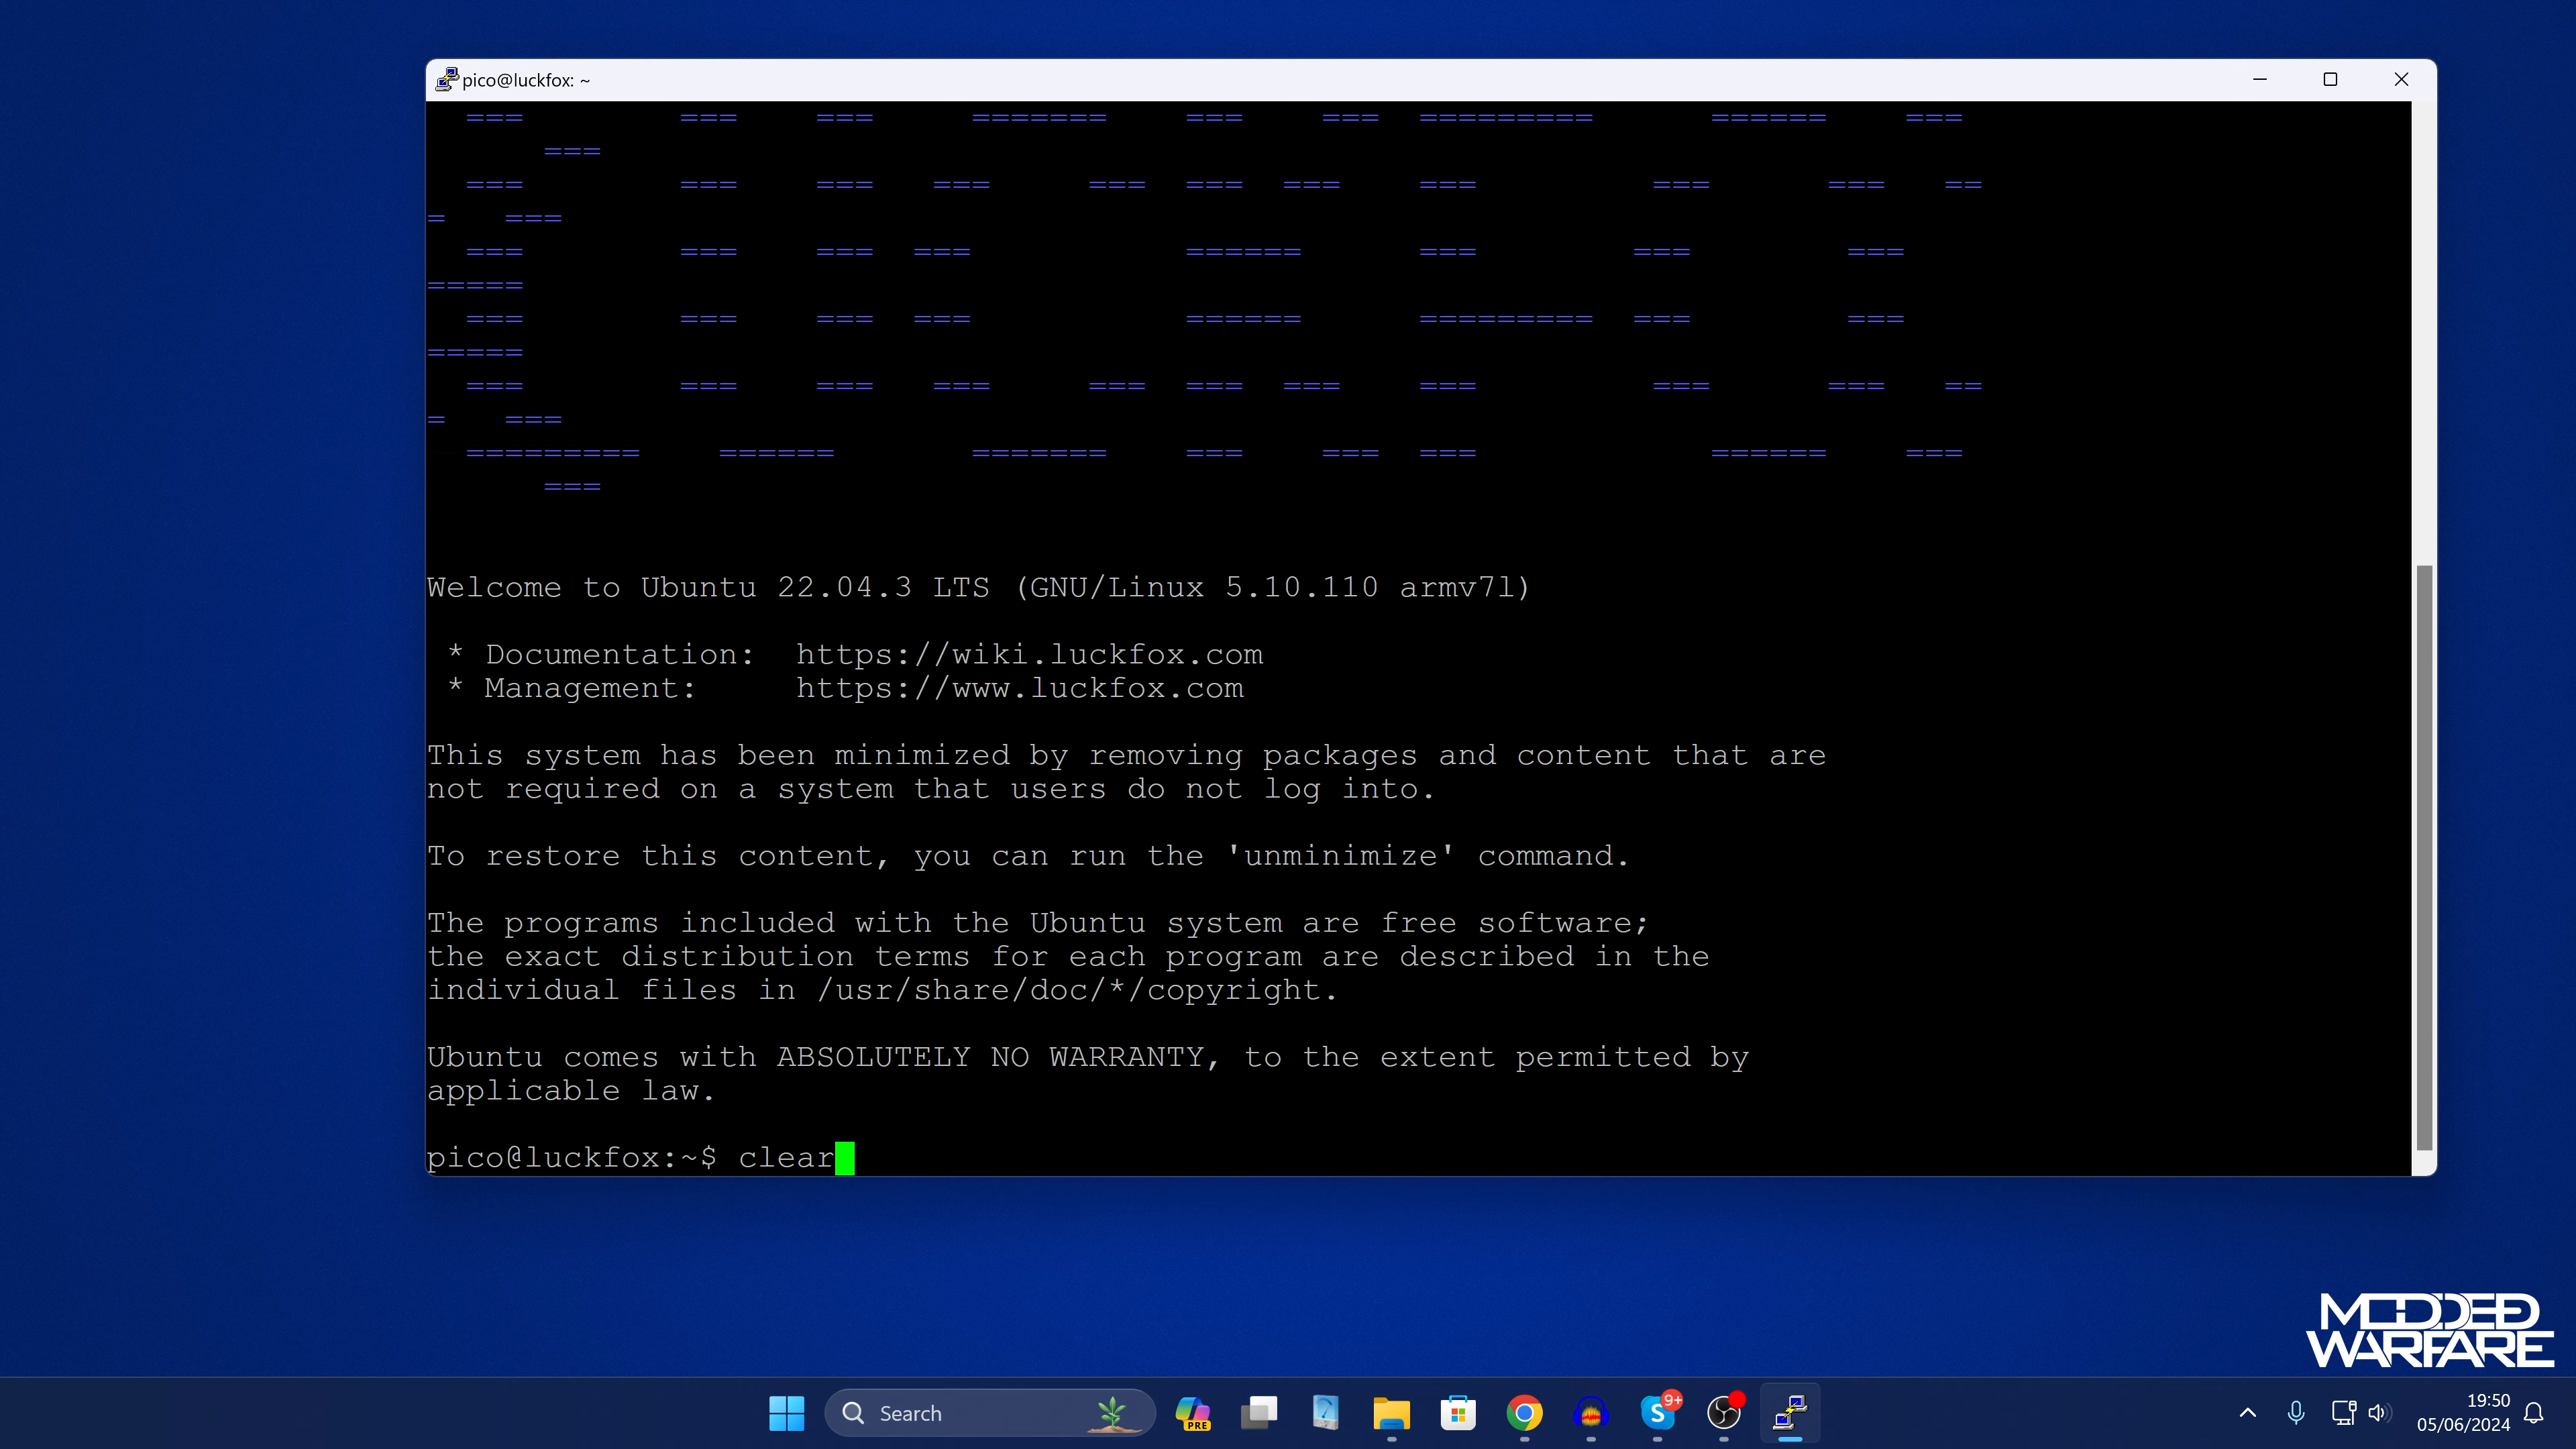 pico@luckfox: ~
=== === === ======= === === ========= ====== ===
===
=== === === === === === === === === === ==
= ===
=== === === === ====== === === ===
=====
=== === === === ====== ========= === ===
=====
=== === === === === === === === === === ==
= ===
========= ====== ======= === === === ====== ===
===
Welcome to Ubuntu 22.04.3 LTS (GNU/Linux 5.10.110 armv7l)
* Documentation: https://wiki.luckfox.com
* Management: https://www.luckfox.com
This system has been minimized by removing packages and content that are
not required on a system that users do not log into.
To restore this content, you can run the 'unminimize' command.
The programs included with the Ubuntu system are free software;
the exact distribution terms for each program are described in the
individual files in /usr/share/doc/*/copyright.
Ubuntu comes with ABSOLUTELY NO WARRANTY, to the extent permitted by
applicable law.
pico@luckfox:~$ clear
MODDED
WARFARE
Search
PRE
S
9+
19:50
05/06/2024